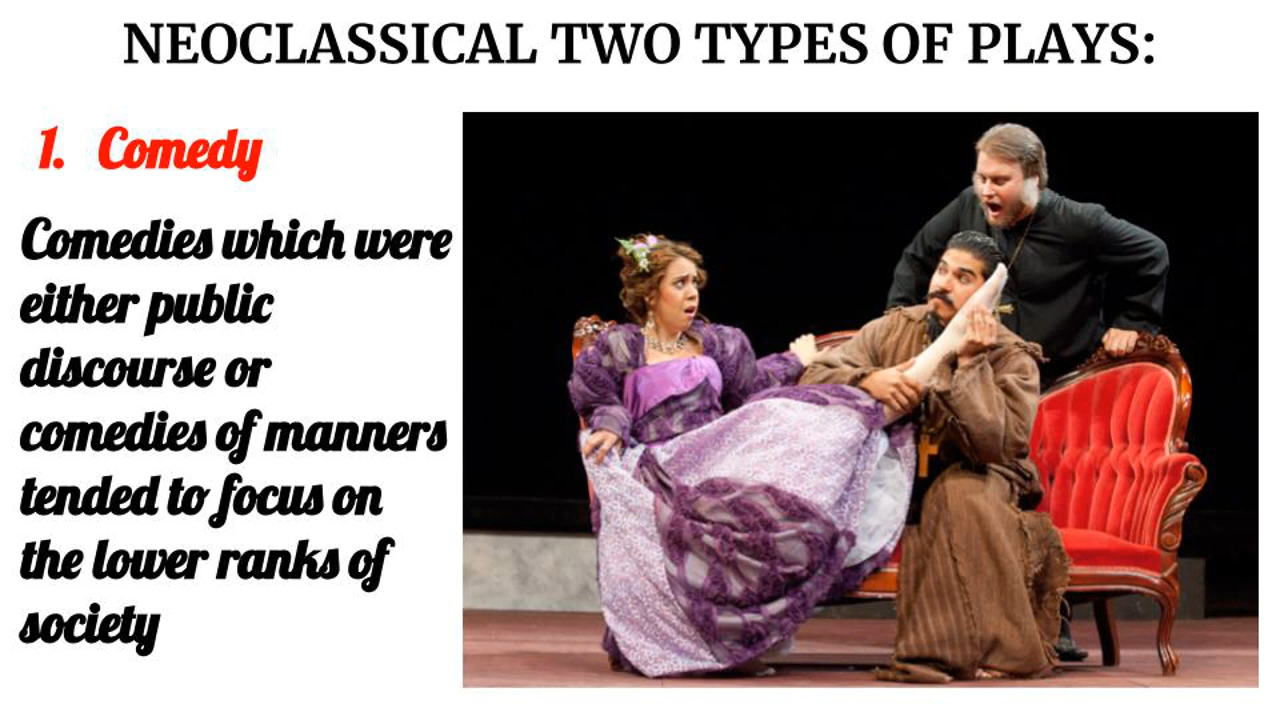 NEOCLASSICAL TWO TYPES OF PLAYS:
1. Comedy
Comedies which were
either public
discourse or
comedies of manners
tended to focus on
the lower ranks of
society